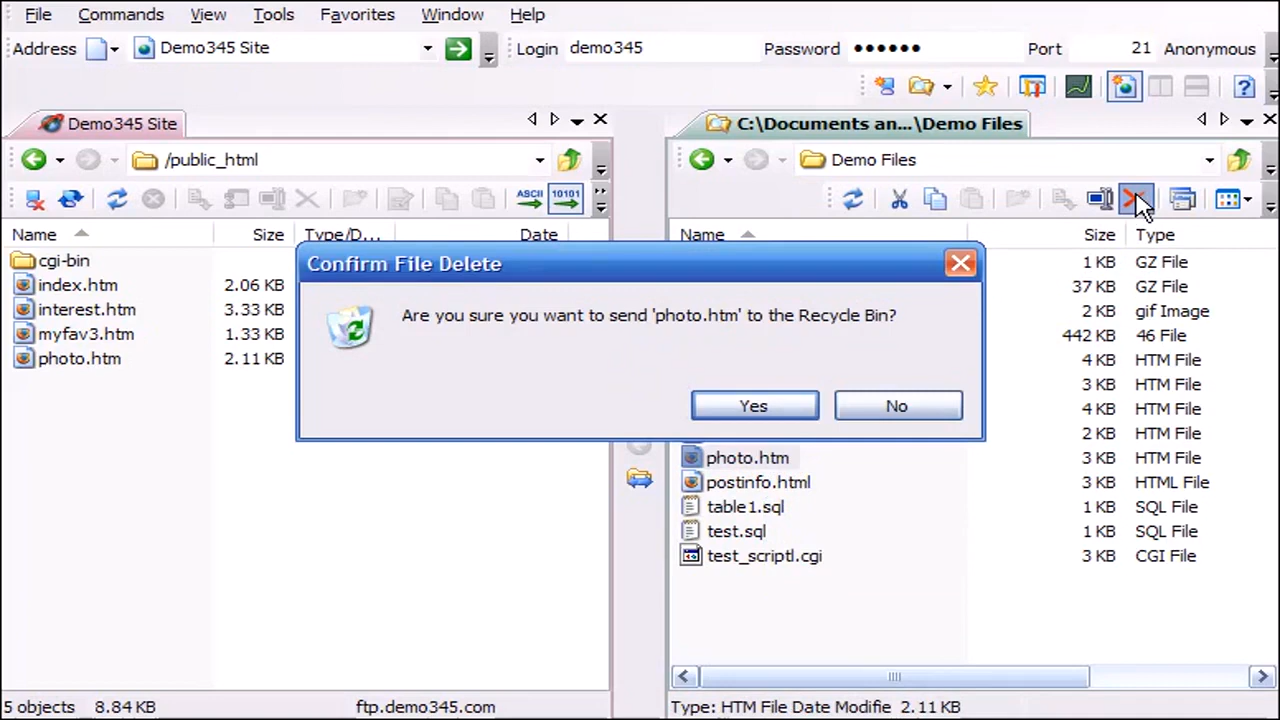 File Commands View Tools Favorites Window Help
Address Demo345 Site Login demo345 Password ●●●●●● Port 21 Anonymous
Demo345 Site
C:\Documents an...\Demo Files
/public_html
Demo Files
ASCII 10101
Name Size Type/D... Date
cgi-bin
index.htm 2.06 KB
interest.htm 3.33 KB
myfav3.htm 1.33 KB
photo.htm 2.11 KB
Confirm File Delete
Are you sure you want to send 'photo.htm' to the Recycle Bin?
Yes No
Name Size Type
1 KB GZ File
37 KB GZ File
2 KB gif Image
442 KB 46 File
4 KB HTM File
3 KB HTM File
4 KB HTM File
2 KB HTM File
photo.htm 3 KB HTM File
postinfo.html 3 KB HTML File
table1.sql 1 KB SQL File
test.sql 1 KB SQL File
test_scriptl.cgi 3 KB CGI File
5 objects 8.84 KB ftp.demo345.com
Type: HTM File Date Modifie 2.11 KB